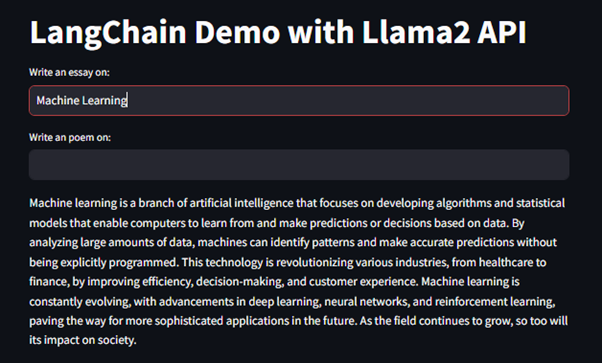 LangChain Demo with Llama2 API
Write an essay on:
Machine Learning
Write an poem on:
Machine learning is a branch of artificial intelligence that focuses on developing algorithms and statistical
models that enable computers to learn from and make predictions or decisions based on data. By
analyzing large amounts of data, machines can identify patterns and make accurate predictions without
being explicitly programmed. This technology is revolutionizing various industries, from healthcare to
finance, by improving efficiency, decision-making, and customer experience. Machine learning is
constantly evolving, with advancements in deep learning, neural networks, and reinforcement learning,
paving the way for more sophisticated applications in the future. As the field continues to grow, so too will
its impact on society.